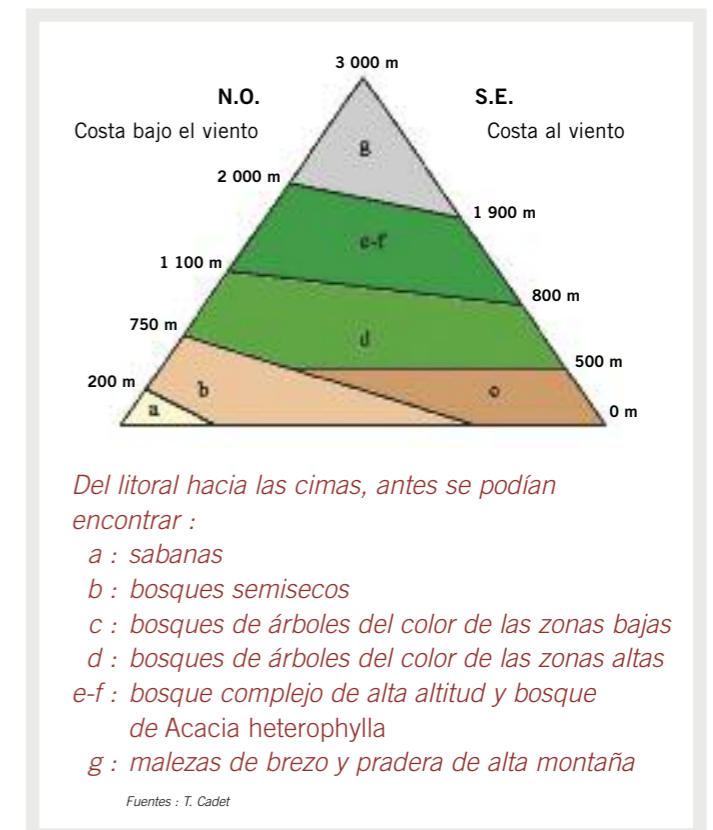 3 000 m
N.O.
S.E.
Costa bajo el viento
Costa al viento
g
2 000 m
1 900 m
e-f
1 100 m
800 m
750 m
d
500 m
200 m
b
c
a
0 m
Del litoral hacia las cimas, antes se podían
encontrar :
a : sabanas
b : bosques semisecos
c : bosques de árboles del color de las zonas bajas
d : bosques de árboles del color de las zonas altas
e-f : bosque complejo de alta altitud y bosque
de Acacia heterophylla
g : malezas de brezo y pradera de alta montaña
Fuentes : T. Cadet